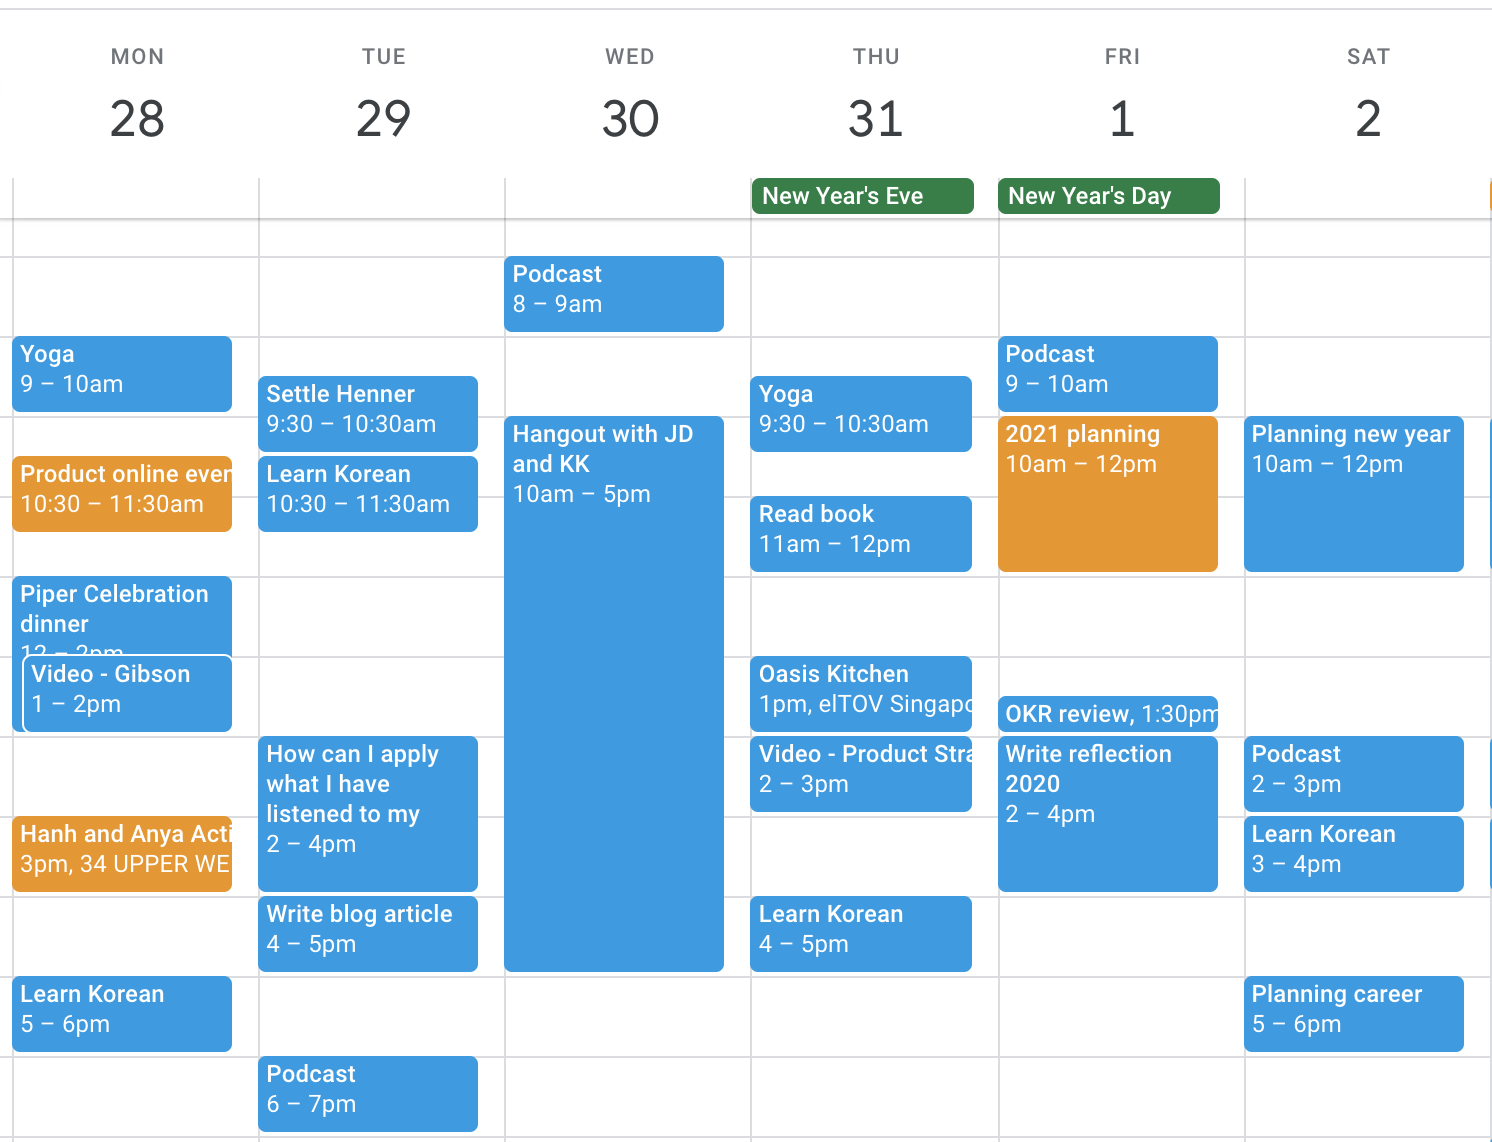 MON
TUE
WED
THU
FRI
SAT
28
29
30
31
1
2
New Year's Eve
New Year's Day
Yoga
9 – 10am
Product online even
10:30 – 11:30am
Piper Celebration
dinner
12 – 2pm
Video - Gibson
1 – 2pm
Hanh and Anya Acti
3pm, 34 UPPER WE
Learn Korean
5 – 6pm
Settle Henner
9:30 – 10:30am
Learn Korean
10:30 – 11:30am
How can I apply
what I have
listened to my
2 – 4pm
Write blog article
4 – 5pm
Podcast
6 – 7pm
Podcast
8 – 9am
Hangout with JD
and KK
10am – 5pm
Yoga
9:30 – 10:30am
Read book
11am – 12pm
Oasis Kitchen
1pm, elTOV Singapo
Video - Product Stra
2 – 3pm
Learn Korean
4 – 5pm
Podcast
9 – 10am
2021 planning
10am – 12pm
OKR review, 1:30pm
Write reflection
2020
2 – 4pm
Planning new year
10am – 12pm
Podcast
2 – 3pm
Learn Korean
3 – 4pm
Planning career
5 – 6pm